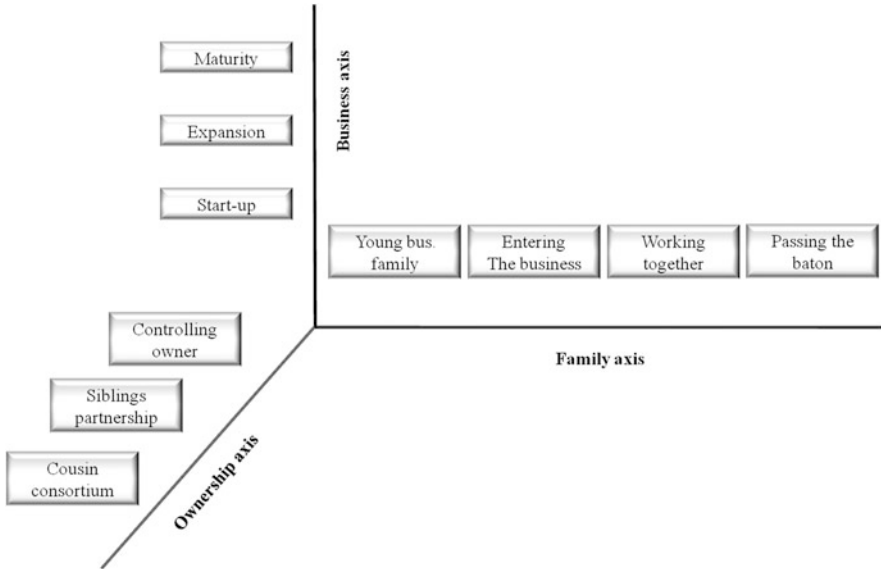 Maturity
Business axis
Expansion
Start-up
Young bus.
family
Entering
The business
Working
together
Passing the
baton
Controlling
owner
Family axis
Siblings
partnership
Ownership axis
Cousin
consortium